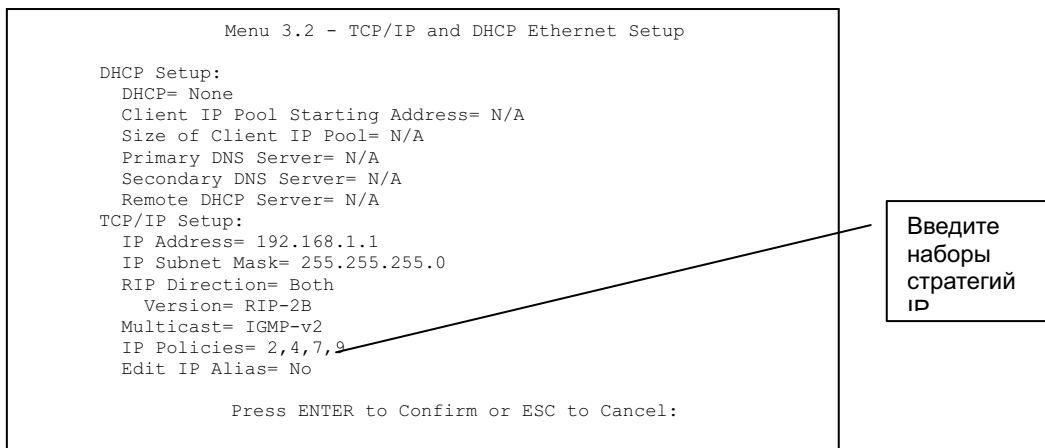 Menu 3.2 - TCP/IP and DHCP Ethernet Setup
DHCP Setup:
DHCP= None
Client IP Pool Starting Address= N/A
Size of Client IP Pool= N/A
Primary DNS Server= N/A
Secondary DNS Server= N/A
Remote DHCP Server= N/A
TCP/IP Setup:
IP Address= 192.168.1.1
IP Subnet Mask= 255.255.255.0
RIP Direction= Both
Version= RIP-2B
Multicast= IGMP-v2
IP Policies= 2,4,7,9
Edit IP Alias= No
Press ENTER to Confirm or ESC to Cancel:
Введите
наборы
стратегий
IP